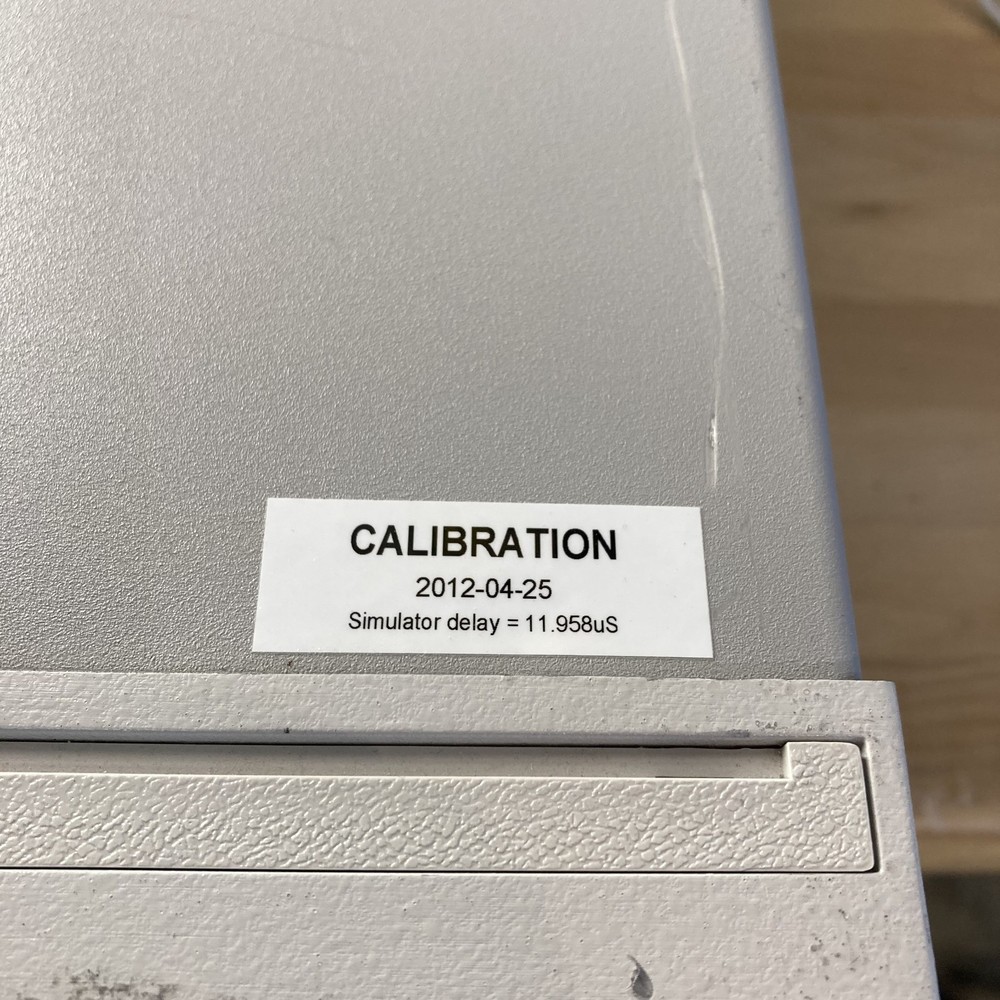 CALIBRATION
2012-04-25
Simulator delay = 11.958uS